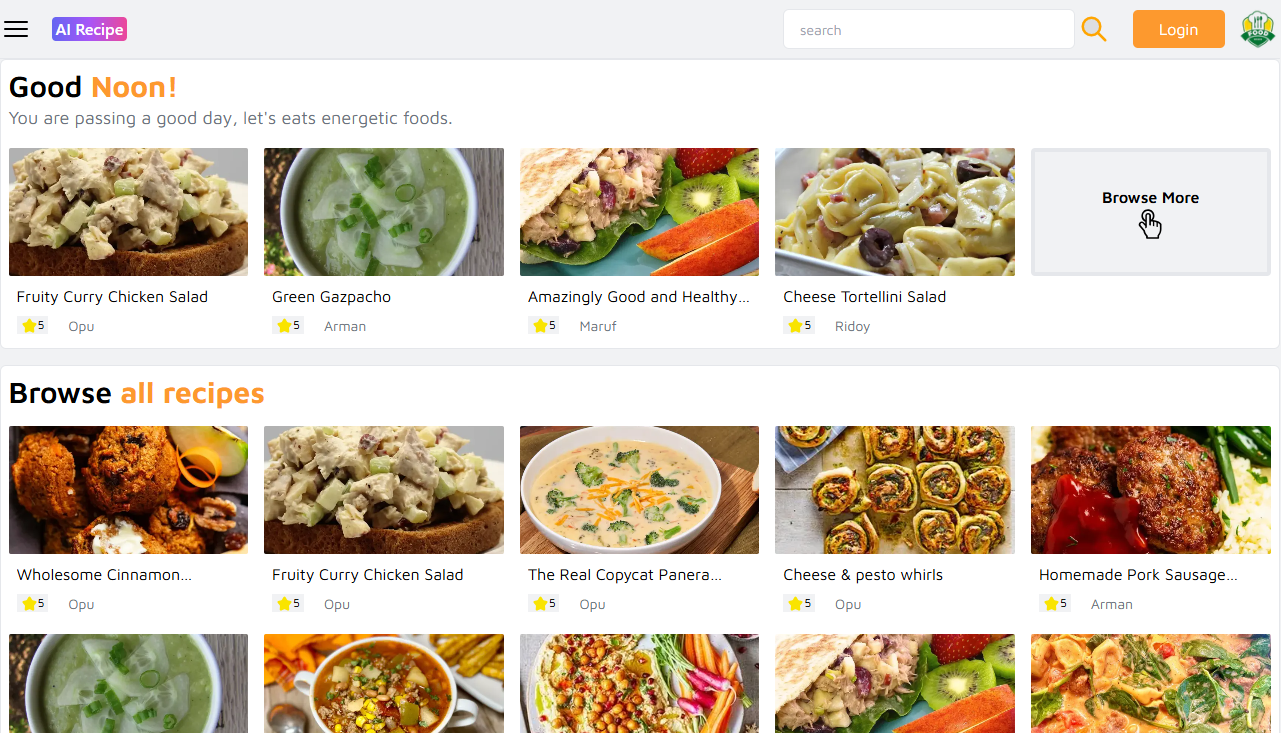 AI Recipe
search
Login
FOOD
Good Noon!
You are passing a good day, let's eats energetic foods.
Browse More
Fruity Curry Chicken Salad
Green Gazpacho
Amazingly Good and Healthy...
Cheese Tortellini Salad
5 Opu
5 Arman
5 Maruf
5 Ridoy
Browse all recipes
Wholesome Cinnamon...
Fruity Curry Chicken Salad
The Real Copycat Panera...
Cheese & pesto whirls
Homemade Pork Sausage...
5 Opu
5 Opu
5 Opu
5 Opu
5 Arman